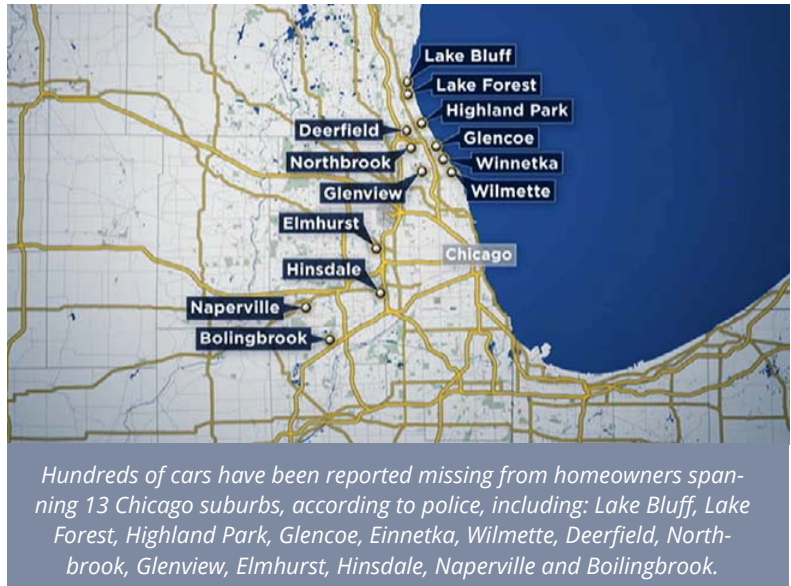 Lake Bluff
Lake Forest
Highland Park
Deerfield
Glencoe
Northbrook
Winnetka
Glenview
Wilmette
Elmhurst
Chicago
Hinsdale
Naperville
Bolingbrook
Hundreds of cars have been reported missing from homeowners span-
ning 13 Chicago suburbs, according to police, including: Lake Bluff, Lake
Forest, Highland Park, Glencoe, Einnetka, Wilmette, Deerfield, North-
brook, Glenview, Elmhurst, Hinsdale, Naperville and Boilingbrook.